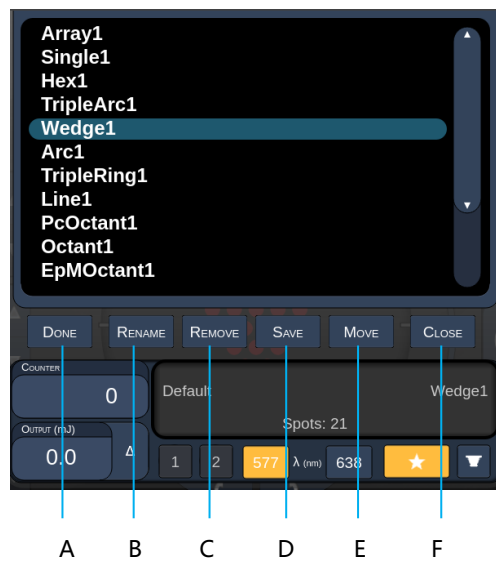 Array1
Single1
Hex1
TripleArc1
Wedge1
Arc1
TripleRing1
Line1
PcOctant1
Octant1
EpMOctant1
Done Rename Remove Save Move Close
Counter
0
Default Wedge1
Spots: 21
Output (mJ)
0.0 Δ
1 2 577 λ (nm) 638
A B C D E F